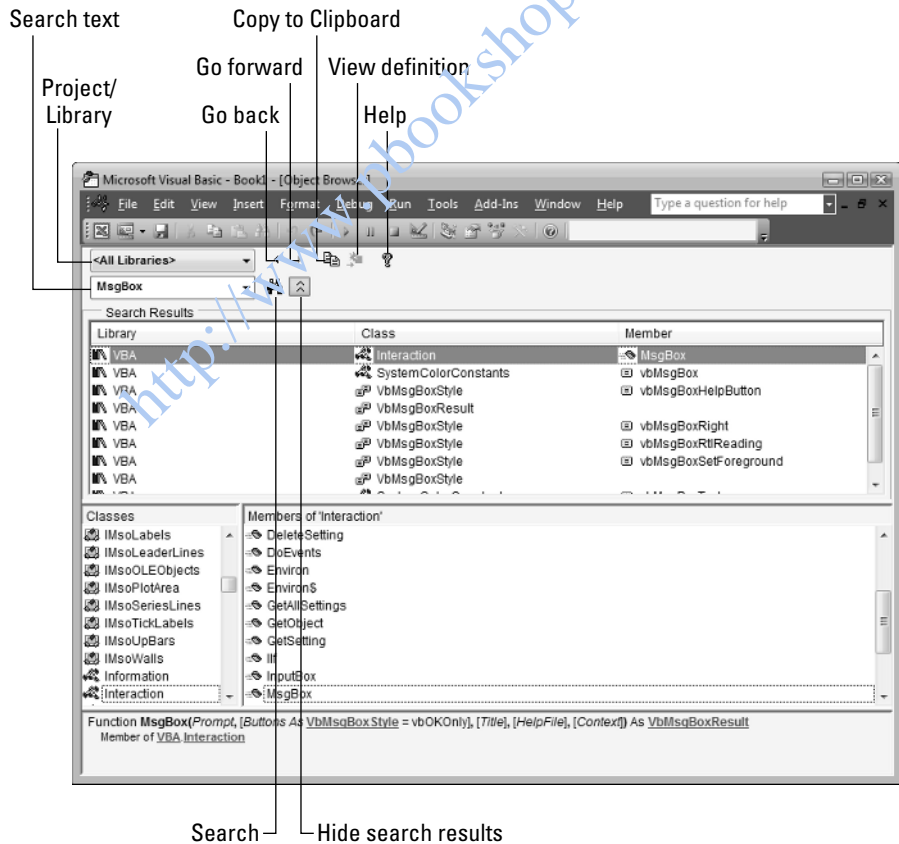 Search text
Copy to Clipboard
Go forward
View definition
Project/
Library
Go back
Help
http://www.pbookshop
Microsoft Visual Basic - Book1 - [Object Browser]
File Edit View Insert Format Debug Run Tools Add-Ins Window Help
Type a question for help
<All Libraries>
MsgBox
Search Results
Library Class Member
VBA Interaction MsgBox
VBA SystemColorConstants vbMsgBox
VBA VbMsgBoxStyle vbMsgBoxHelpButton
VBA VbMsgBoxResult
VBA VbMsgBoxStyle vbMsgBoxRight
VBA VbMsgBoxStyle vbMsgBoxRtlReading
VBA VbMsgBoxStyle vbMsgBoxSetForeground
VBA VbMsgBoxStyle
Classes
Members of 'Interaction'
IMsoLabels
IMsoLeaderLines
IMsoOLEObjects
IMsoPlotArea
IMsoSeriesLines
IMsoTickLabels
IMsoUpBars
IMsoWalls
Information
Interaction
DeleteSetting
DoEvents
Environ
Environ$
GetAllSettings
GetObject
GetSetting
IIf
InputBox
MsgBox
Function MsgBox(Prompt, [Buttons As VbMsgBoxStyle = vbOKOnly], [Title], [HelpFile], [Context]) As VbMsgBoxResult
Member of VBA.Interaction
Search
Hide search results